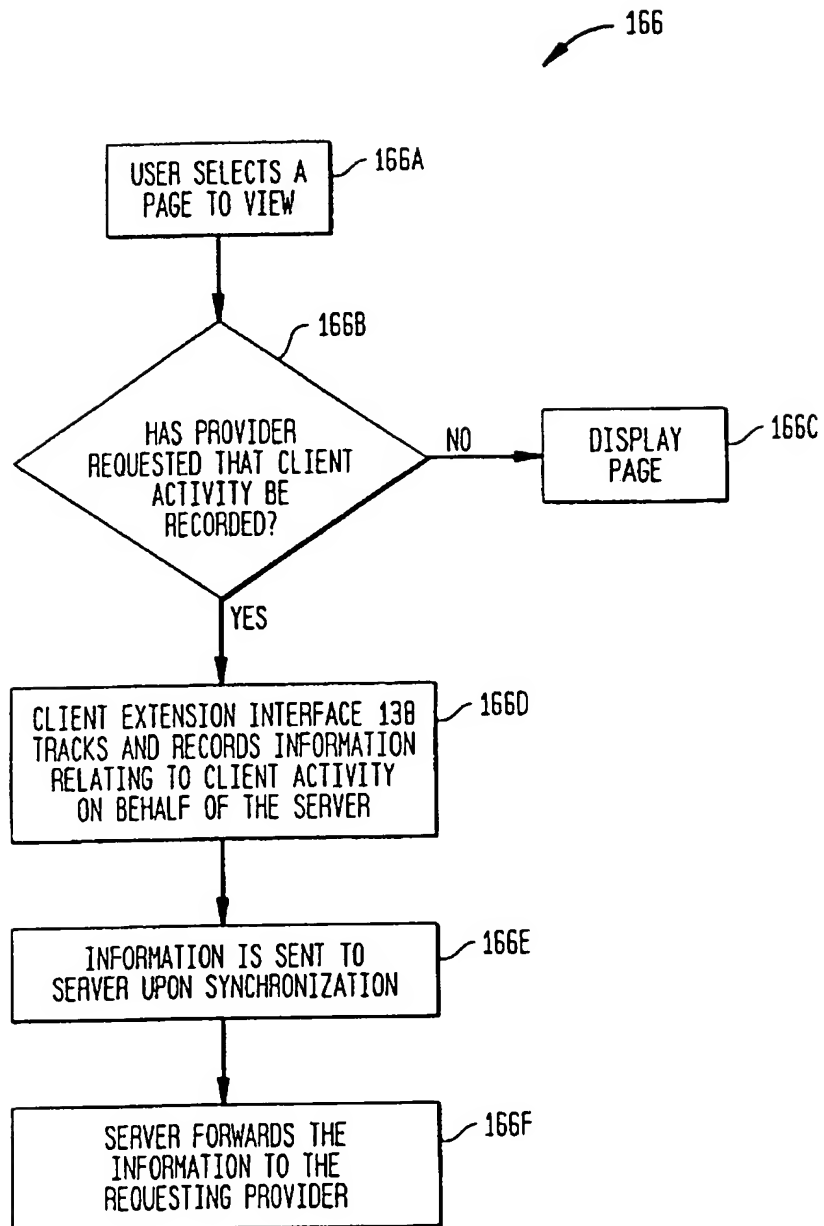 166
USER SELECTS A
PAGE TO VIEW
166A
166B
HAS PROVIDER
REQUESTED THAT CLIENT
ACTIVITY BE
RECORDED?
NO
DISPLAY
PAGE
166C
YES
CLIENT EXTENSION INTERFACE 138
TRACKS AND RECORDS INFORMATION
RELATING TO CLIENT ACTIVITY
ON BEHALF OF THE SERVER
166D
INFORMATION IS SENT TO
SERVER UPON SYNCHRONIZATION
166E
SERVER FORWARDS THE
INFORMATION TO THE
REQUESTING PROVIDER
166F